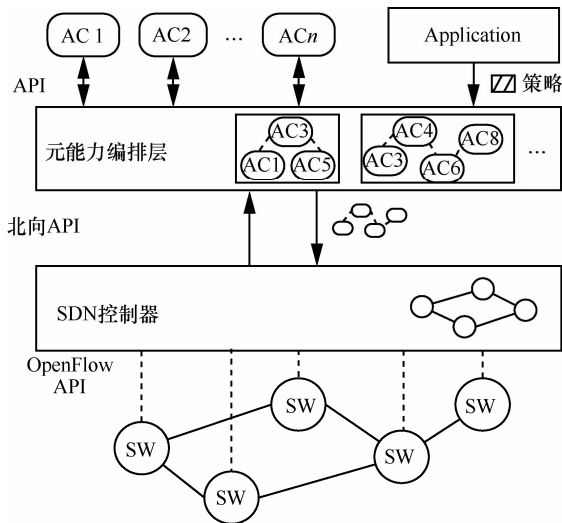 AC 1 AC2 … ACn Application
API 策略
元能力编排层 AC3 AC1 AC5 AC4 AC8 AC3 AC6 …
北向API
SDN控制器
OpenFlow
API
SW
SW
SW
SW
SW